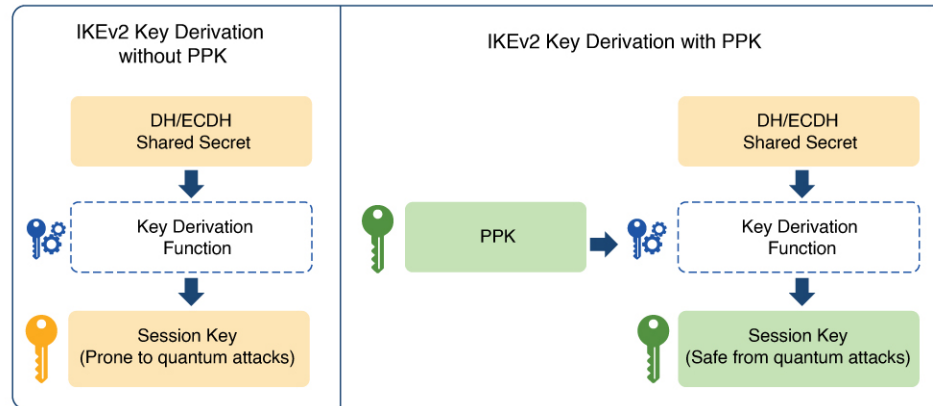 IKEv2 Key Derivation
without PPK
DH/ECDH
Shared Secret
Key Derivation
Function
Session Key
(Prone to quantum attacks)
IKEv2 Key Derivation with PPK
DH/ECDH
Shared Secret
PPK
Key Derivation
Function
Session Key
(Safe from quantum attacks)